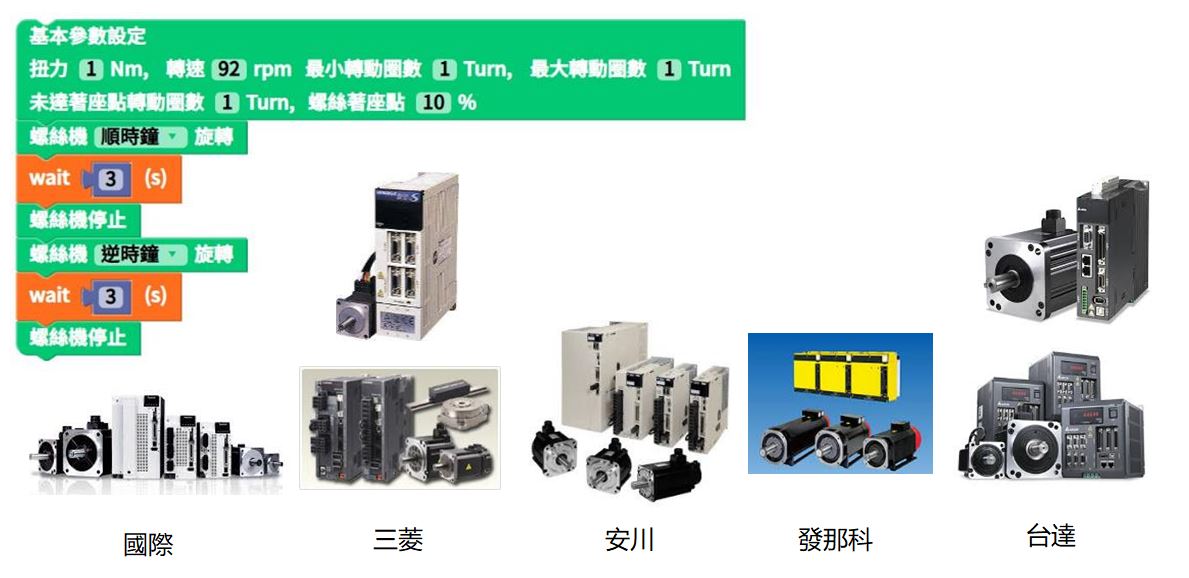 基本參數設定
扭力 1 Nm, 轉速 92 rpm 最小轉動圈數 1 Turn, 最大轉動圈數 1 Turn
未達著座點轉動圈數 1 Turn, 螺絲著座點 10 %
螺絲機 順時鐘 旋轉
wait 3 (s)
螺絲機停止
螺絲機 逆時鐘 旋轉
wait 3 (s)
螺絲機停止
國際
三菱
安川
發那科
台達